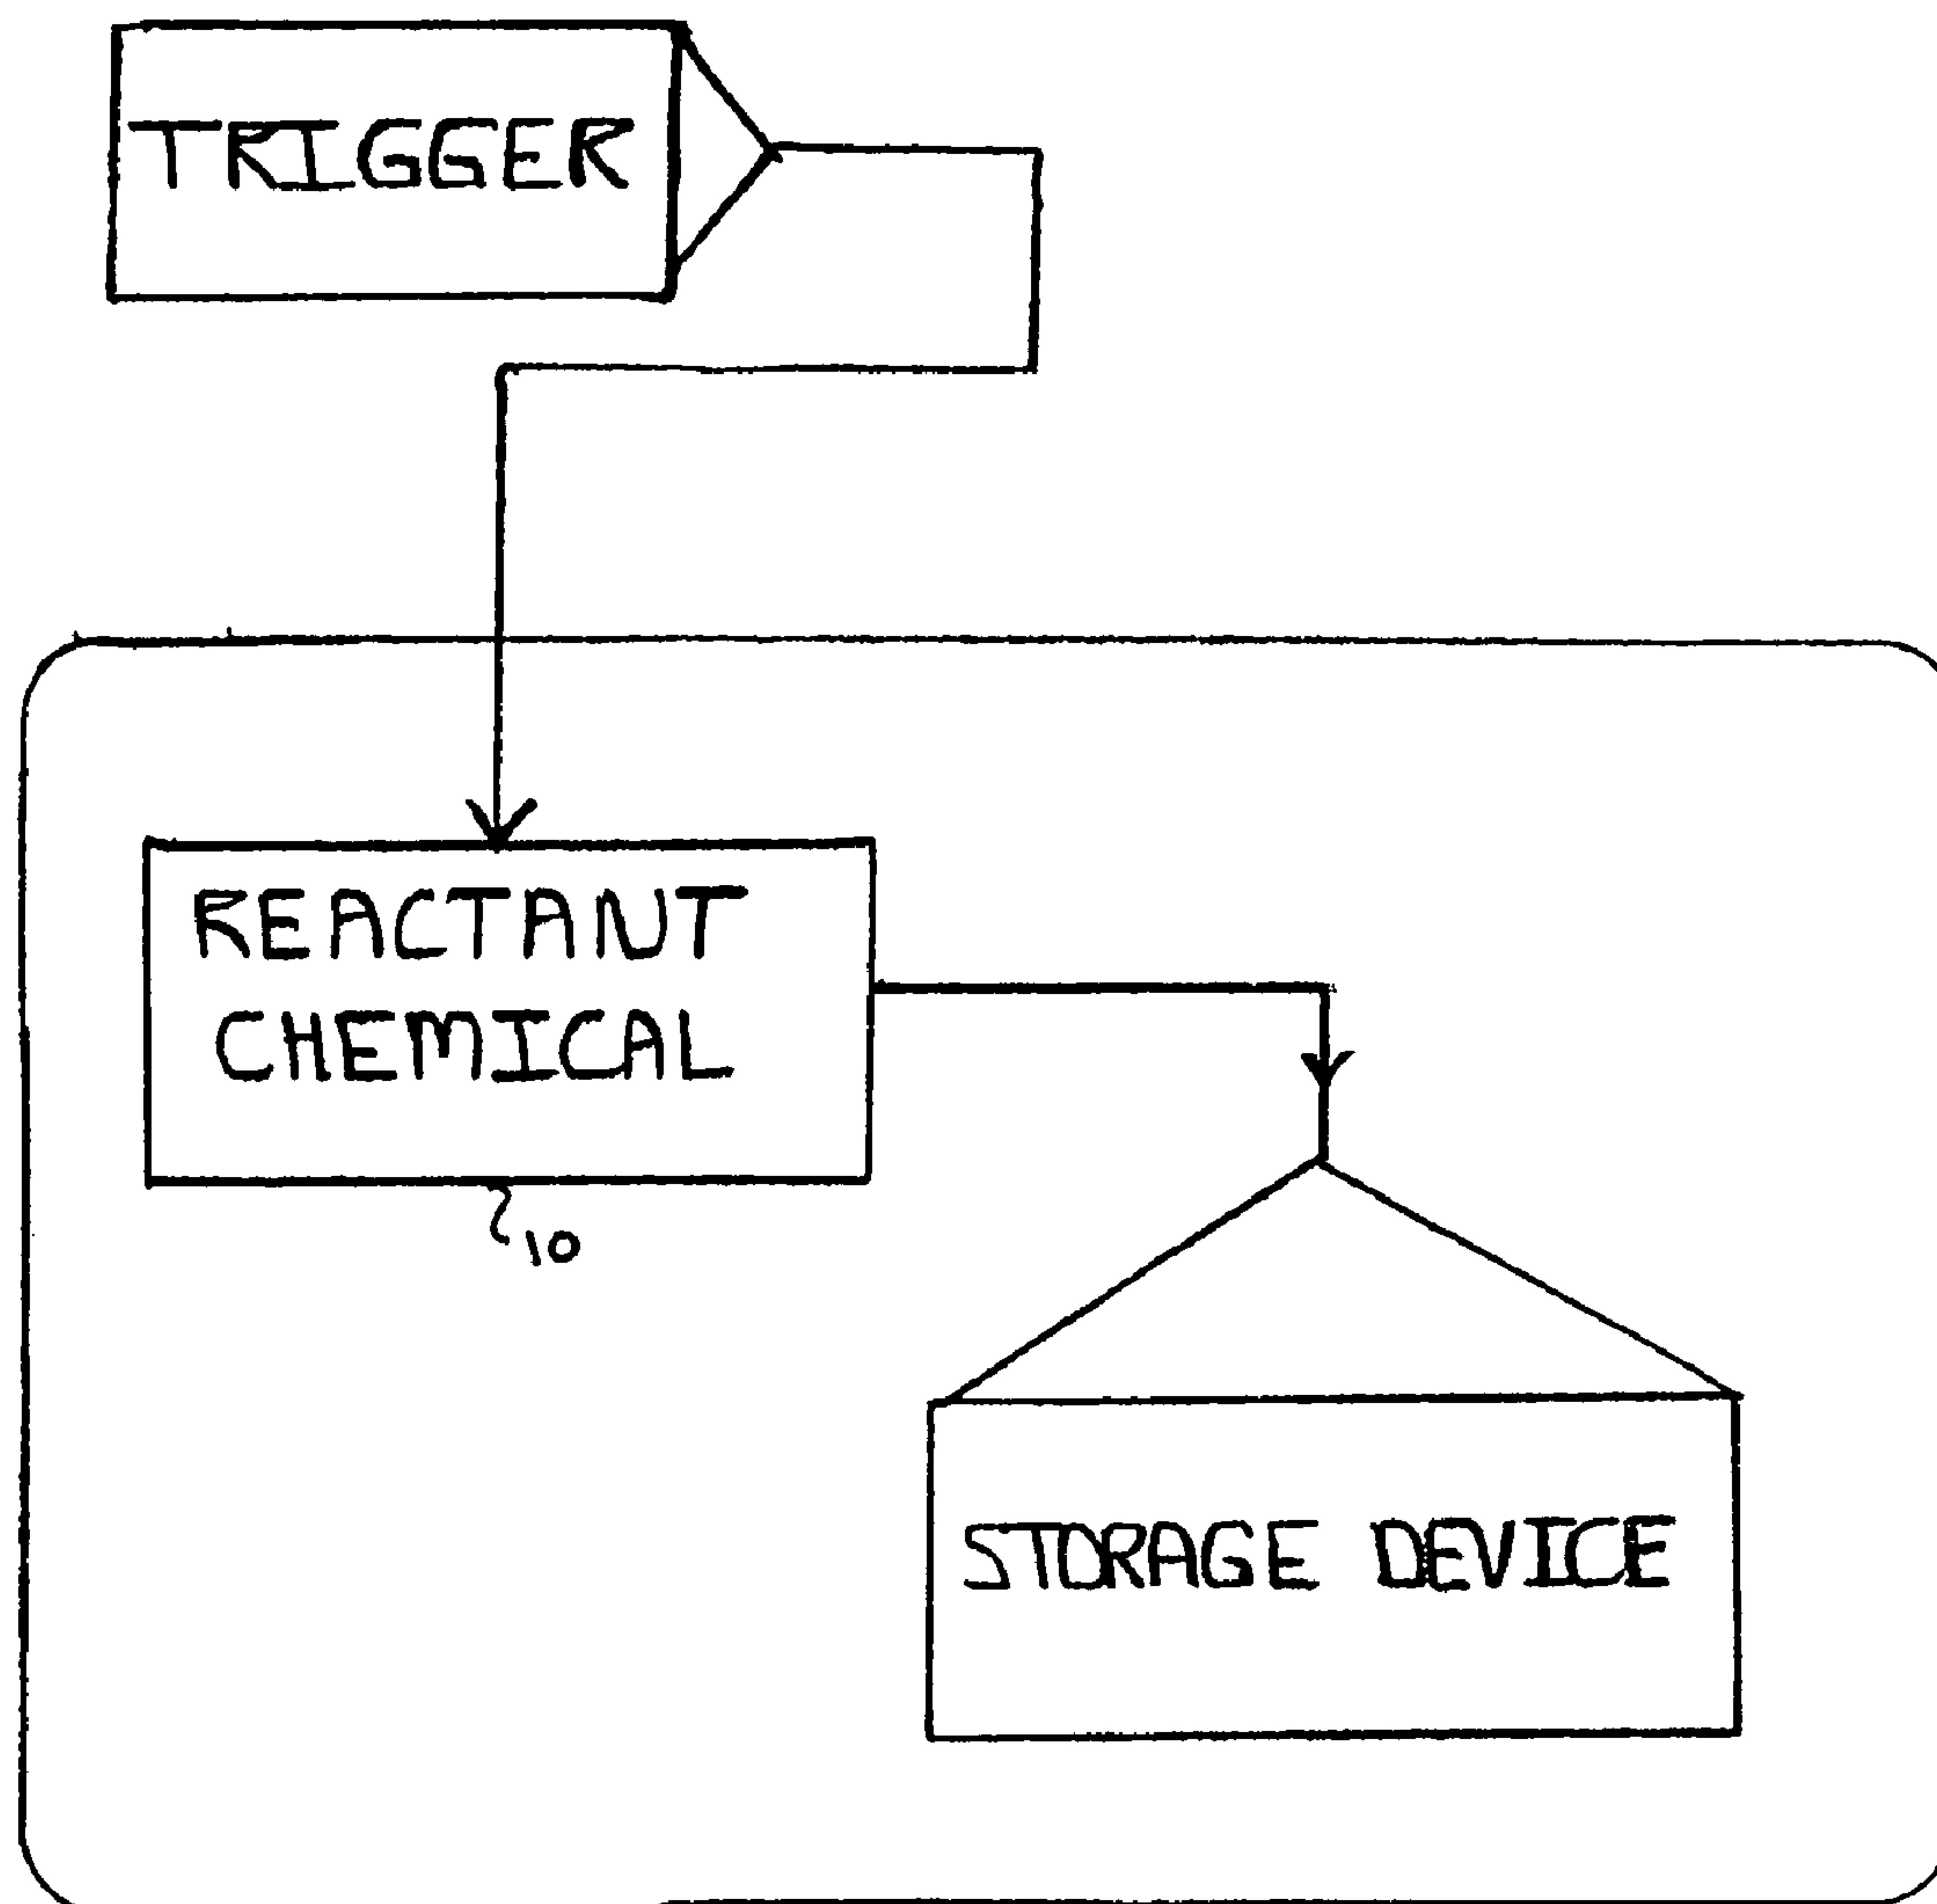 TRIGGER
REACTANT
CHEMICAL
10
STORAGE DEVICE